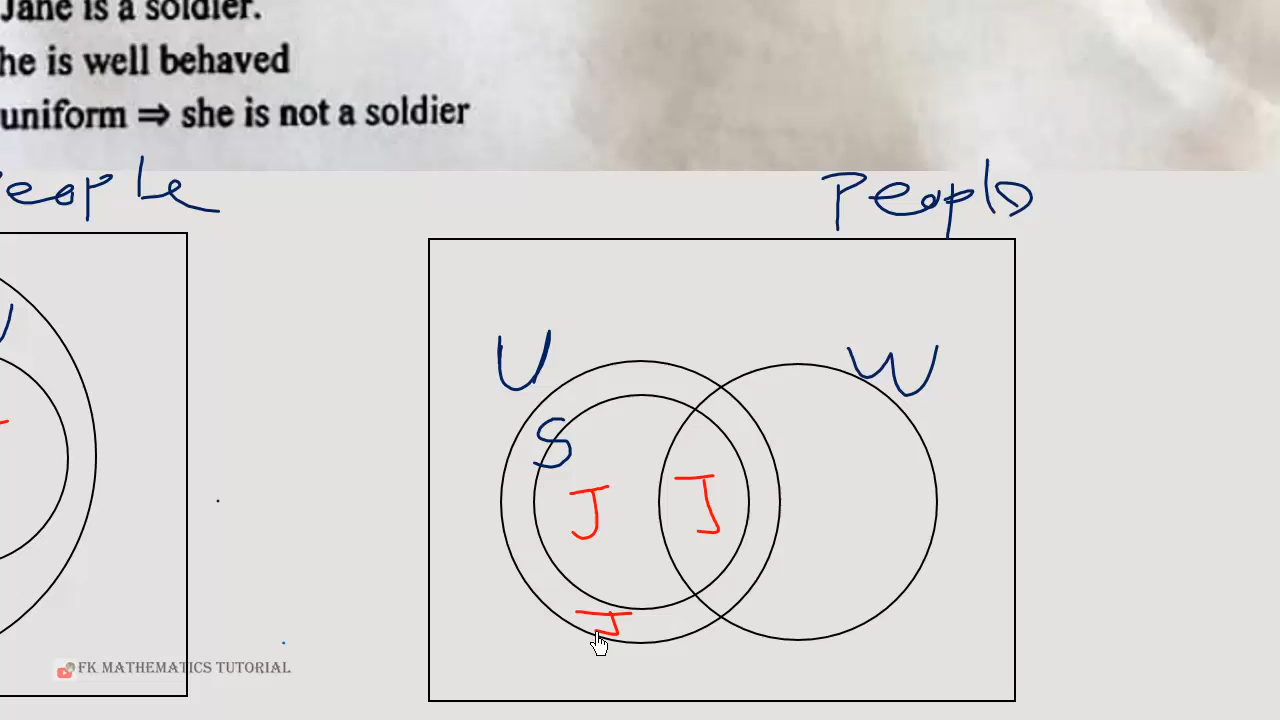 Jane is a soldier.
he is well behaved
uniform ⇒ she is not a soldier
eople
People
U
W
S
J J
J
FK MATHEMATICS TUTORIAL